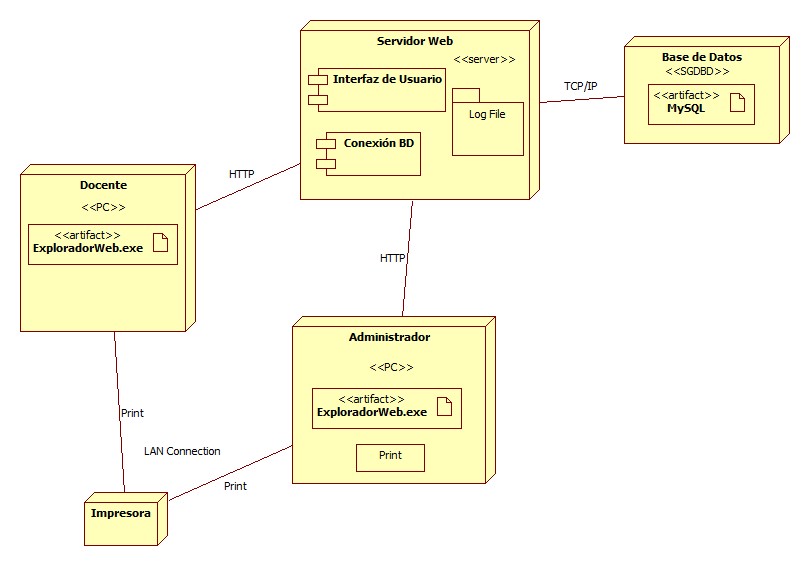 Servidor Web
<<server>>
Interfaz de Usuario
Log File
Conexión BD
Base de Datos
<<SGDBD>>
<<artifact>>
MySQL
TCP/IP
HTTP
Docente
<<PC>>
<<artifact>>
ExploradorWeb.exe
HTTP
Administrador
<<PC>>
<<artifact>>
ExploradorWeb.exe
Print
Print
LAN Connection
Print
Impresora